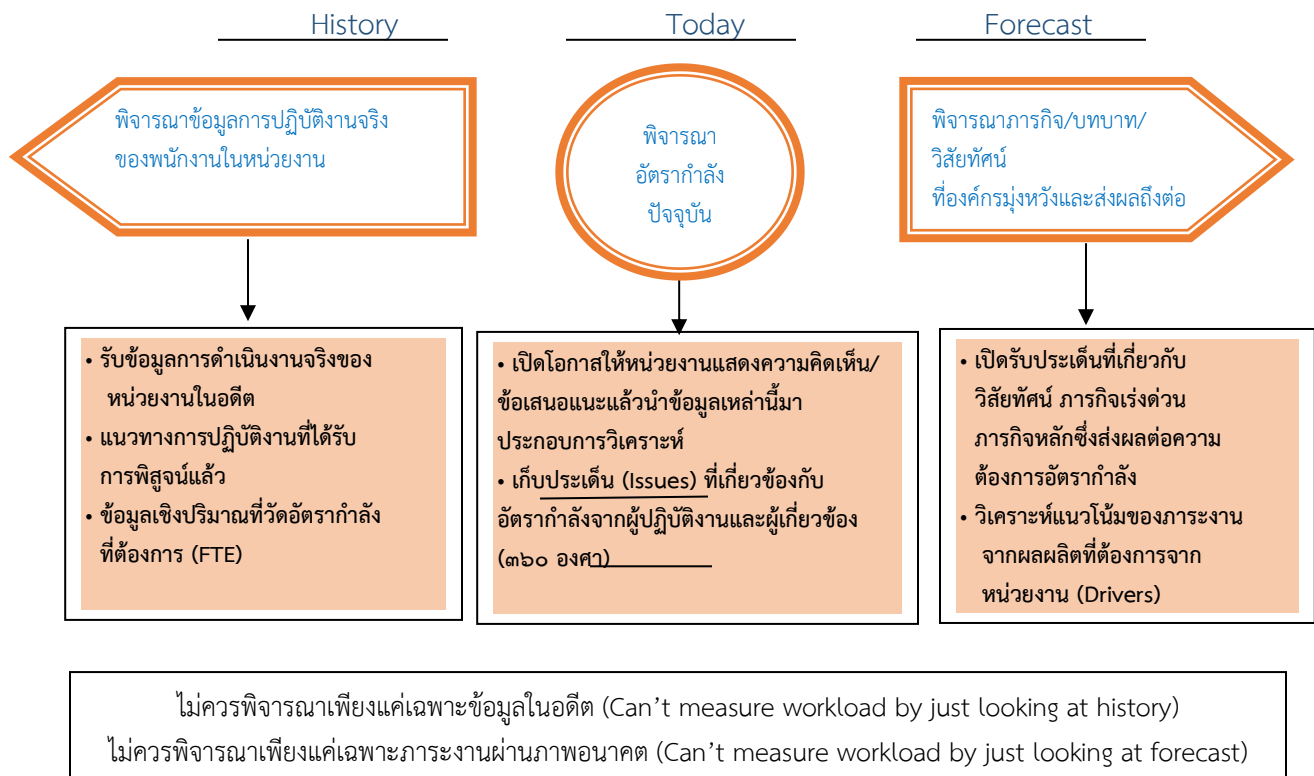 History
Today
Forecast
พิจารณาข้อมูลการปฏิบัติงานจริง
ของพนักงานในหน่วยงาน
พิจารณา
อัตรากำลัง
ปัจจุบัน
พิจารณาภารกิจ/บทบาท/
วิสัยทัศน์
ที่องค์กรมุ่งหวังและส่งผลถึงต่อ
• รับข้อมูลการดำเนินงานจริงของ
หน่วยงานในอดีต
• แนวทางการปฏิบัติงานที่ได้รับ
การพิสูจน์แล้ว
• ข้อมูลเชิงปริมาณที่วัดอัตรากำลัง
ที่ต้องการ (FTE)
• เปิดโอกาสให้หน่วยงานแสดงความคิดเห็น/
ข้อเสนอแนะแล้วนำข้อมูลเหล่านี้มา
ประกอบการวิเคราะห์
• เก็บประเด็น (Issues) ที่เกี่ยวข้องกับ
อัตรากำลังจากผู้ปฏิบัติงานและผู้เกี่ยวข้อง
(๓๖๐ องศา)
• เปิดรับประเด็นที่เกี่ยวกับ
วิสัยทัศน์ ภารกิจเร่งด่วน
ภารกิจหลักซึ่งส่งผลต่อความ
ต้องการอัตรากำลัง
• วิเคราะห์แนวโน้มของภาระงาน
จากผลผลิตที่ต้องการจาก
หน่วยงาน (Drivers)
ไม่ควรพิจารณาเพียงแค่เฉพาะข้อมูลในอดีต (Can’t measure workload by just looking at history)
ไม่ควรพิจารณาเพียงแค่เฉพาะภาระงานผ่านภาพอนาคต (Can’t measure workload by just looking at forecast)